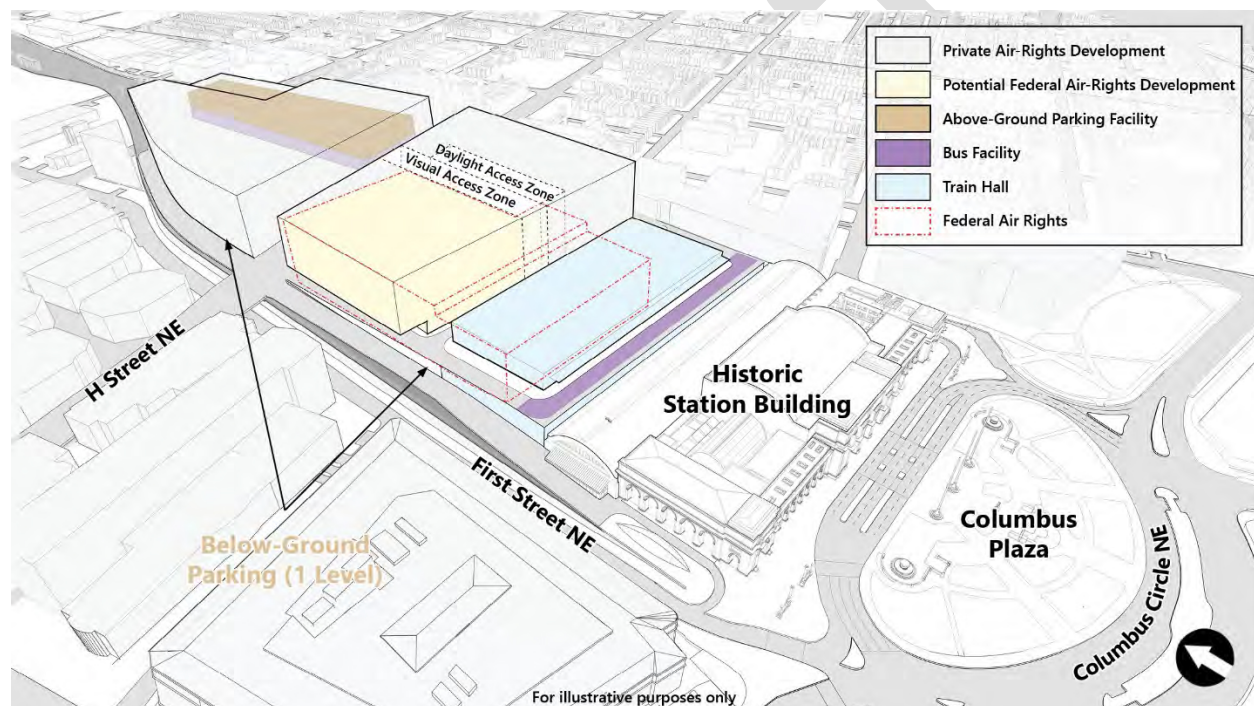 Private Air-Rights Development
Potential Federal Air-Rights Development
Above-Ground Parking Facility
Bus Facility
Train Hall
Federal Air Rights
Daylight Access Zone
Visual Access Zone
H Street NE
First Street NE
Historic
Station Building
Columbus
Plaza
Columbus Circle NE
Below-Ground
Parking (1 Level)
For illustrative purposes only